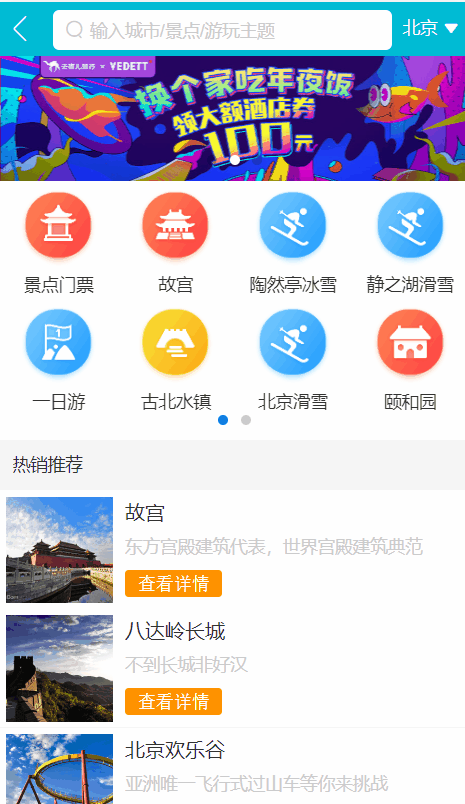 输入城市/景点/游玩主题
北京
去哪儿旅行 × VEDETT
换个家吃年夜饭
领大额酒店券
100元
景点门票
故宫
陶然亭冰雪
静之湖滑雪
一日游
古北水镇
北京滑雪
颐和园
热销推荐
故宫
东方宫殿建筑代表，世界宫殿建筑典范
查看详情
八达岭长城
不到长城非好汉
查看详情
北京欢乐谷
亚洲唯一飞行式过山车等你来挑战